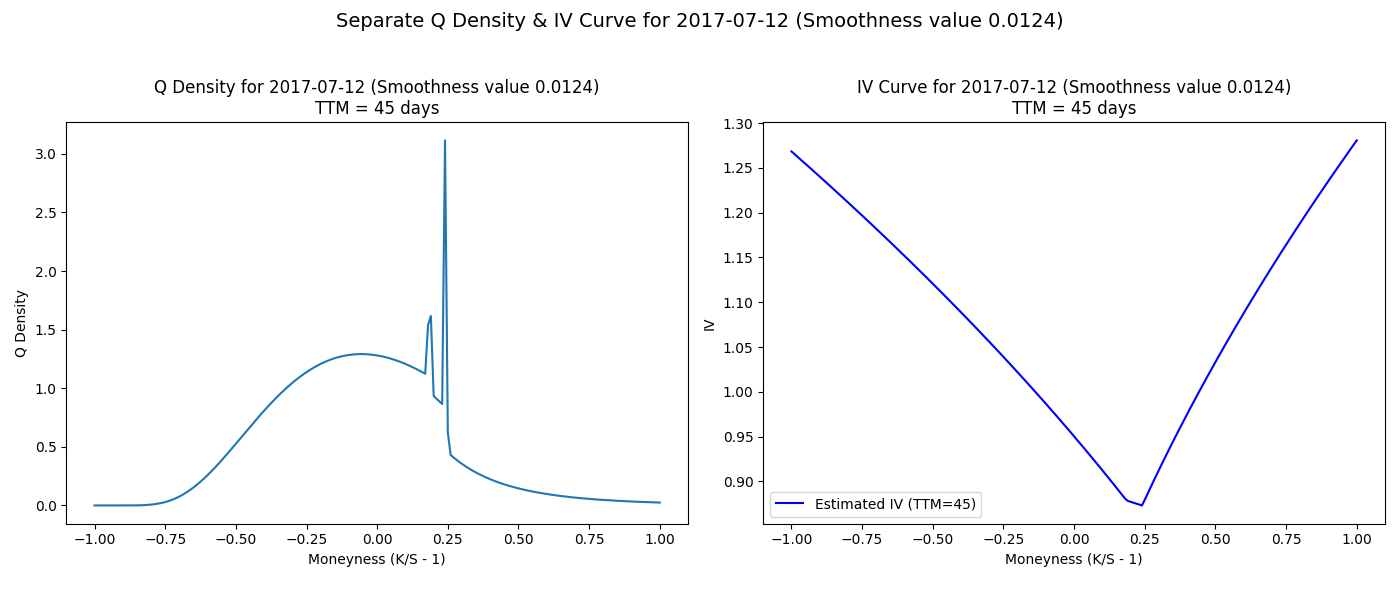 Separate Q Density & IV Curve for 2017-07-12 (Smoothness value 0.0124)
Q Density for 2017-07-12 (Smoothness value 0.0124)
TTM = 45 days
3.0
2.5
2.0
1.5
1.0
0.5
0.0
Q Density
−1.00 −0.75 −0.50 −0.25 0.00 0.25 0.50 0.75 1.00
Moneyness (K/S - 1)
IV Curve for 2017-07-12 (Smoothness value 0.0124)
TTM = 45 days
1.30
1.25
1.20
1.15
1.10
1.05
1.00
0.95
0.90
IV
Estimated IV (TTM=45)
−1.00 −0.75 −0.50 −0.25 0.00 0.25 0.50 0.75 1.00
Moneyness (K/S - 1)